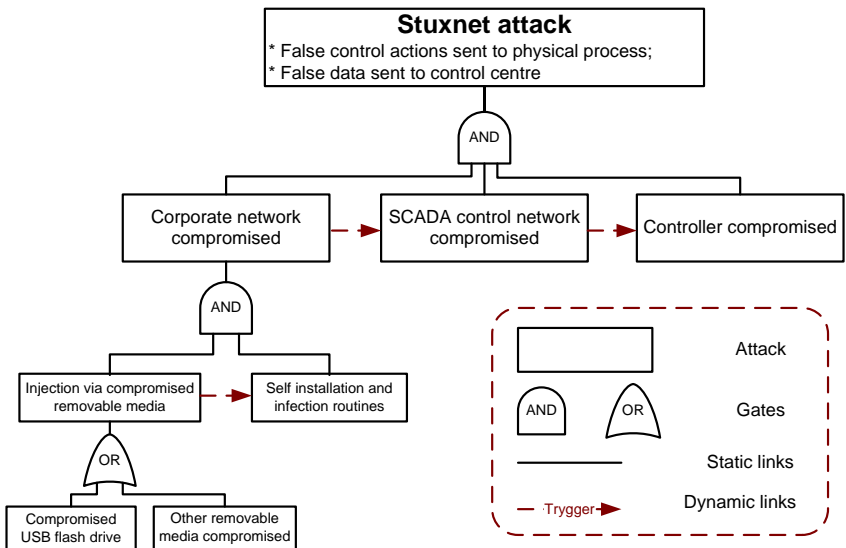 Stuxnet attack
* False control actions sent to physical process;
* False data sent to control centre
AND
Corporate network
compromised
SCADA control network
compromised
Controller compromised
AND
Injection via compromised
removable media
Self installation and
infection routines
OR
Compromised
USB flash drive
Other removable
media compromised
Attack
AND
OR
Gates
Static links
Trygger
Dynamic links